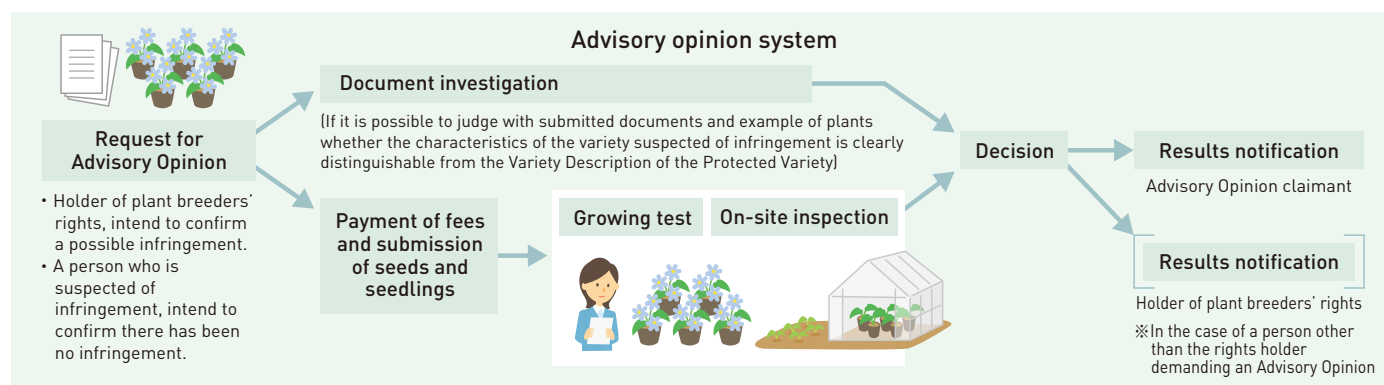 Advisory opinion system
Request for
Advisory Opinion
・Holder of plant breeders’
rights, intend to confirm
a possible infringement.
・A person who is
suspected of
infringement, intend to
confirm there has been
no infringement.
Document investigation
(If it is possible to judge with submitted documents and example of plants
whether the characteristics of the variety suspected of infringement is clearly
distinguishable from the Variety Description of the Protected Variety)
Payment of fees
and submission
of seeds and
seedlings
Growing test
On-site inspection
Decision
Results notification
Advisory Opinion claimant
Results notification
Holder of plant breeders’ rights
※In the case of a person other
than the rights holder
demanding an Advisory Opinion